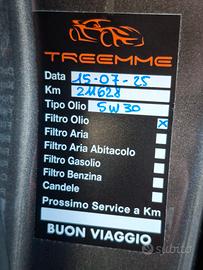 TREEMME
Data 15-07-25
Km 211628
Tipo Olio 5W30
Filtro Olio X
Filtro Aria
Filtro Aria Abitacolo
Filtro Gasolio
Filtro Benzina
Candele
Prossimo Service a Km
BUON VIAGGIO
subito